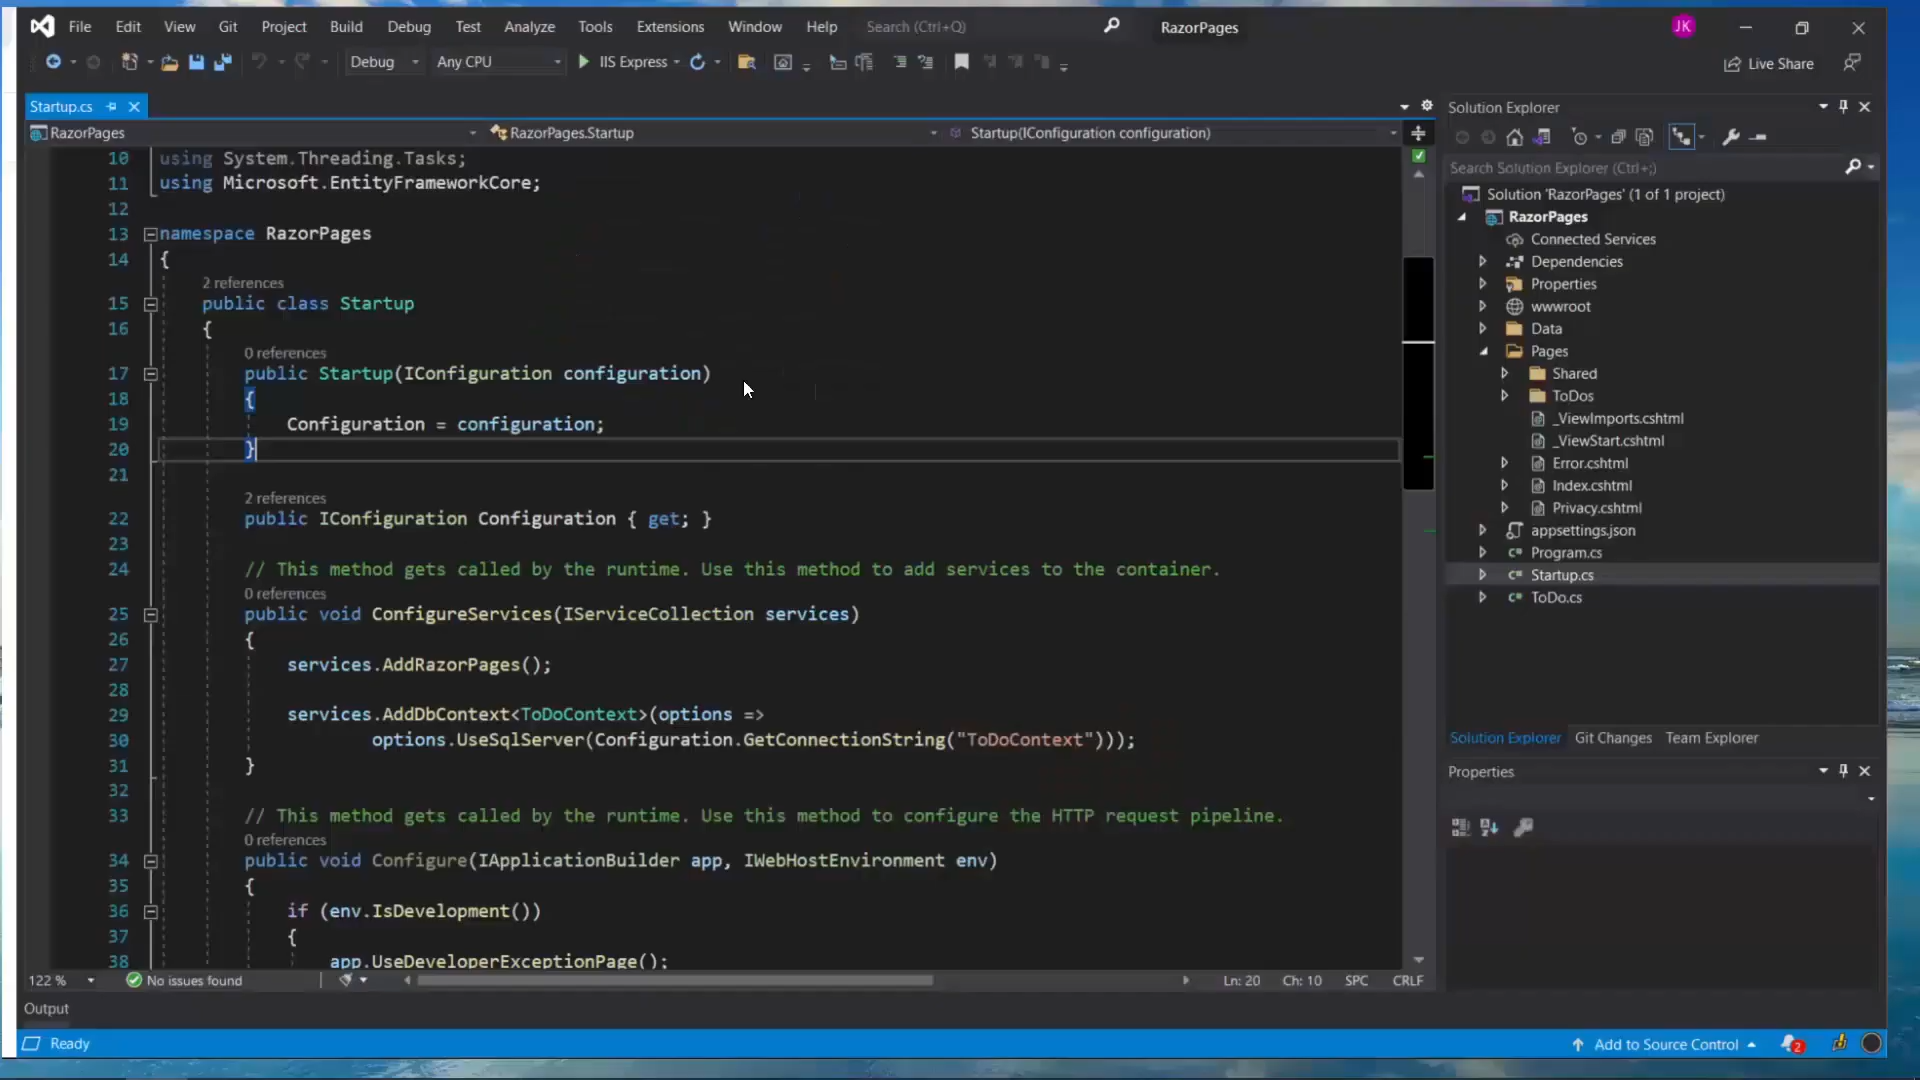 File Edit View Git Project Build Debug Test Analyze Tools Extensions Window Help Search (Ctrl+Q) RazorPages JK
Debug Any CPU IIS Express Live Share
Startup.cs
RazorPages RazorPages.Startup Startup(IConfiguration configuration)
10 using System.Threading.Tasks;
11 using Microsoft.EntityFrameworkCore;
12
13 namespace RazorPages
14 {
2 references
15 public class Startup
16 {
0 references
17 public Startup(IConfiguration configuration)
18 {
19 Configuration = configuration;
20 }
21
2 references
22 public IConfiguration Configuration { get; }
23
24 // This method gets called by the runtime. Use this method to add services to the container.
0 references
25 public void ConfigureServices(IServiceCollection services)
26 {
27 services.AddRazorPages();
28
29 services.AddDbContext<ToDoContext>(options =>
30 options.UseSqlServer(Configuration.GetConnectionString("ToDoContext")));
31 }
32
33 // This method gets called by the runtime. Use this method to configure the HTTP request pipeline.
0 references
34 public void Configure(IApplicationBuilder app, IWebHostEnvironment env)
35 {
36 if (env.IsDevelopment())
37 {
38 app.UseDeveloperExceptionPage();
122 % No issues found Ln: 20 Ch: 10 SPC CRLF
Output
Solution Explorer
Search Solution Explorer (Ctrl+;)
Solution 'RazorPages' (1 of 1 project)
RazorPages
Connected Services
Dependencies
Properties
wwwroot
Data
Pages
Shared
ToDos
_ViewImports.cshtml
_ViewStart.cshtml
Error.cshtml
Index.cshtml
Privacy.cshtml
appsettings.json
C# Program.cs
C# Startup.cs
C# ToDo.cs
Solution Explorer Git Changes Team Explorer
Properties
Ready Add to Source Control 2